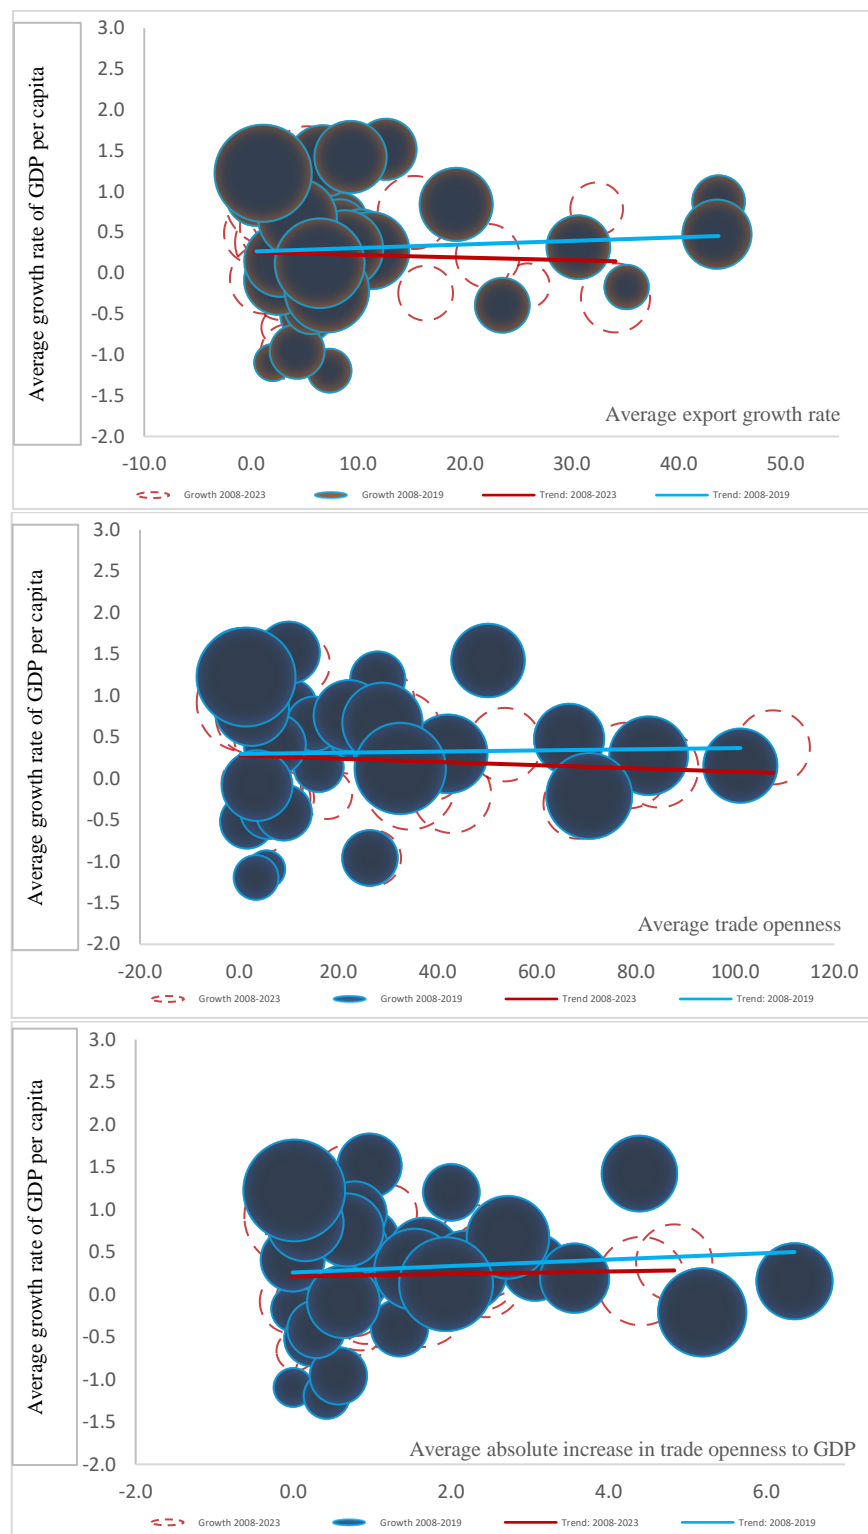 Average growth rate of GDP per capita
3.0
2.5
2.0
1.5
1.0
0.5
0.0
-0.5
-1.0
-1.5
-2.0
Average export growth rate
-10.0 0.0 10.0 20.0 30.0 40.0 50.0
Growth 2008-2023 Growth 2008-2019 Trend: 2008-2023 Trend: 2008-2019
Average growth rate of GDP per capita
3.0
2.5
2.0
1.5
1.0
0.5
0.0
-0.5
-1.0
-1.5
-2.0
Average trade openness
-20.0 0.0 20.0 40.0 60.0 80.0 100.0 120.0
Growth 2008-2023 Growth 2008-2019 Trend 2008-2023 Trend: 2008-2019
Average growth rate of GDP per capita
3.0
2.5
2.0
1.5
1.0
0.5
0.0
-0.5
-1.0
-1.5
-2.0
Average absolute increase in trade openness to GDP
-2.0 0.0 2.0 4.0 6.0
Growth 2008-2023 Growth 2008-2019 Trend: 2008-2023 Trend: 2008-2019